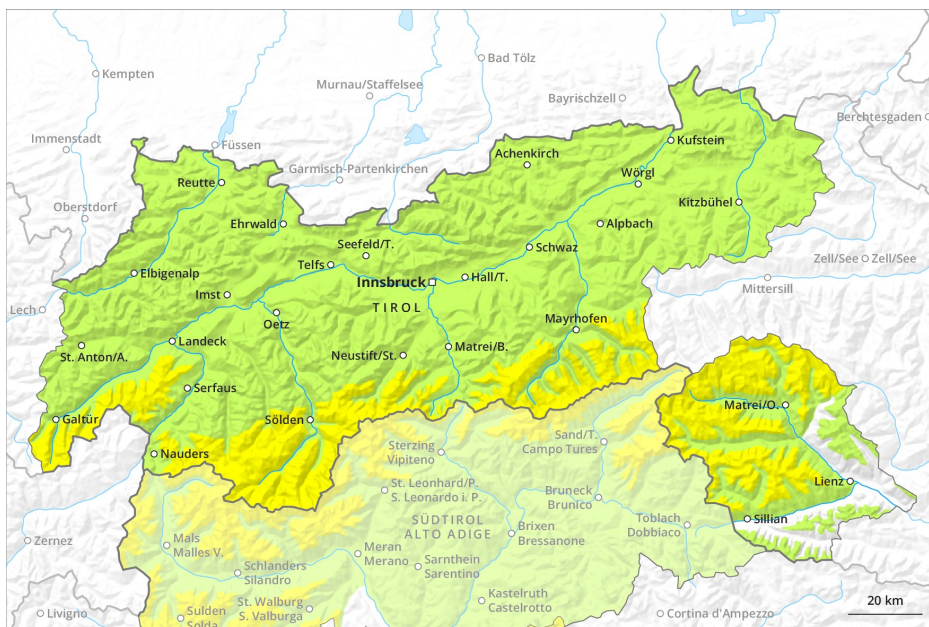 Kempten
Bad Tölz
Murnau/Staffelsee
Bayrischzell
Berchtesgaden
Immenstadt
Füssen
Kufstein
Achenkirch
Garmisch-Partenkirchen
Wörgl
Reutte
Oberstdorf
Kitzbühel
Ehrwald
Alpbach
Seefeld/T.
Schwaz
Telfs
Zell/See
Zell/See
Elbigenalp
Innsbruck
Hall/T.
Mittersill
Imst
TIROL
Lech
Oetz
Mayrhofen
Landeck
St. Anton/A.
Neustift/St.
Matrei/B.
Serfaus
Matrei/O.
Galtür
Sölden
Sterzing
Vipiteno
Sand/T.
Campo Tures
Nauders
Lienz
St. Leonhard/P.
S. Leonardo i. P.
Bruneck
Brunico
Sillian
SÜDTIROL
ALTO ADIGE
Toblach
Dobbiaco
Brixen
Bressanone
Zernez
Mals
Malles V.
Meran
Merano
Sarnthein
Sarentino
Schlanders
Silandro
Kastelruth
Castelrotto
20 km
Livigno
Sulden
Solda
St. Walburg
S. Valburga
Cortina d'Ampezzo